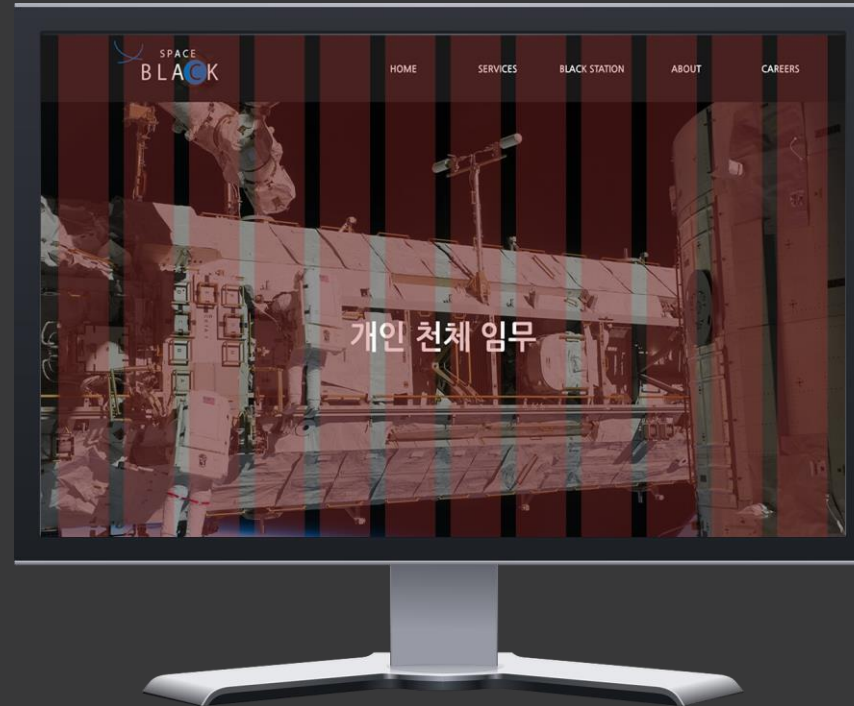 SPACE
BLACK
HOME SERVICES BLACK STATION ABOUT CAREERS
개인 천체 임무